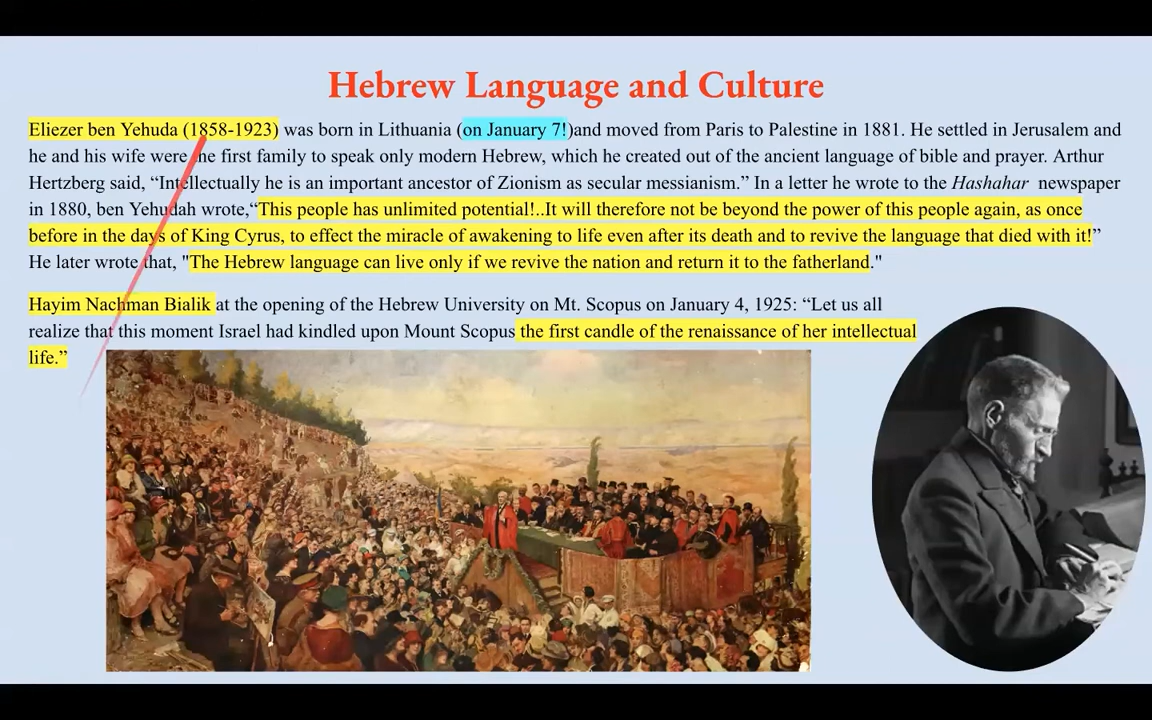 Hebrew Language and Culture
Eliezer ben Yehuda (1858-1923) was born in Lithuania (on January 7!)and moved from Paris to Palestine in 1881. He settled in Jerusalem and
he and his wife were the first family to speak only modern Hebrew, which he created out of the ancient language of bible and prayer. Arthur
Hertzberg said, “Intellectually he is an important ancestor of Zionism as secular messianism.” In a letter he wrote to the Hashahar newspaper
in 1880, ben Yehudah wrote,“This people has unlimited potential!..It will therefore not be beyond the power of this people again, as once
before in the days of King Cyrus, to effect the miracle of awakening to life even after its death and to revive the language that died with it!”
He later wrote that, "The Hebrew language can live only if we revive the nation and return it to the fatherland."
Hayim Nachman Bialik at the opening of the Hebrew University on Mt. Scopus on January 4, 1925: “Let us all
realize that this moment Israel had kindled upon Mount Scopus the first candle of the renaissance of her intellectual
life.”